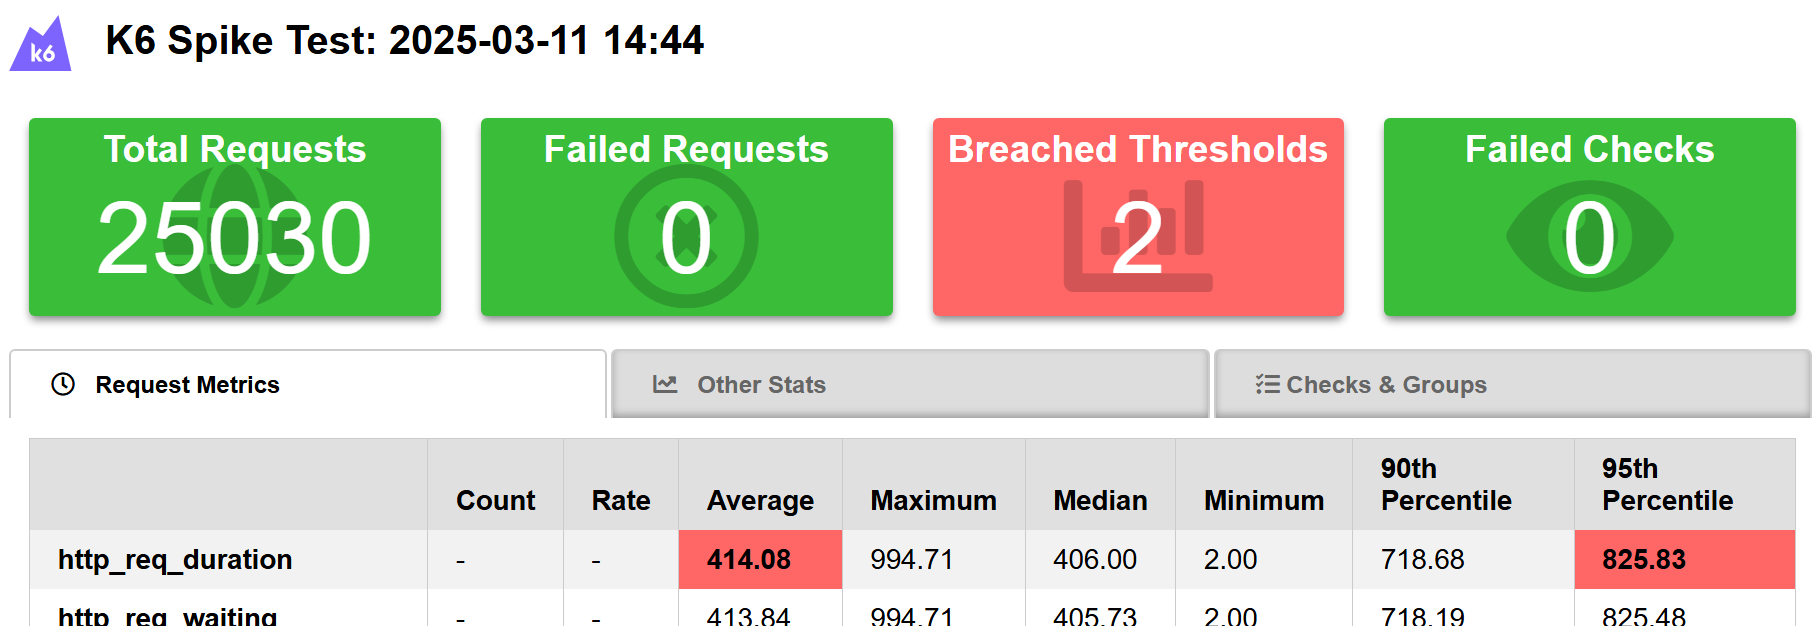 k6
K6 Spike Test: 2025-03-11 14:44
Total Requests
25030
Failed Requests
0
Breached Thresholds
2
Failed Checks
0
Request Metrics
Other Stats
Checks & Groups
Count Rate Average Maximum Median Minimum 90th Percentile 95th Percentile
http_req_duration - - 414.08 994.71 406.00 2.00 718.68 825.83
http_req_waiting - - 413.84 994.71 405.73 2.00 718.19 825.48